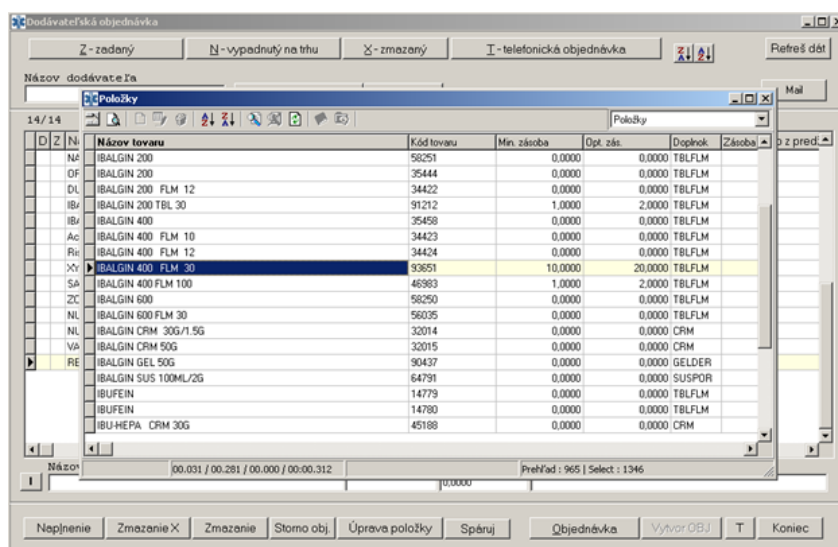 Dodávateľská objednávka
Z - zadaný N - vypadnutý na trhu X - zmazaný T - telefonická objednávka Refreš dát
Názov dodávateľa
Mail
Položky
14/14
Položky
D Z Názov tovaru Kód tovaru Min. zásoba Opt. zás. Doplnok Zásoba
IBALGIN 200 58251 0,0000 0,0000 TBLFLM
IBALGIN 200 35444 0,0000 0,0000 TBLFLM
IBALGIN 200 FLM 12 34422 0,0000 0,0000 TBLFLM
IBALGIN 200 TBL 30 91212 1,0000 2,0000 TBLFLM
IBALGIN 400 35458 0,0000 0,0000 TBLFLM
IBALGIN 400 FLM 10 34423 0,0000 0,0000 TBLFLM
IBALGIN 400 FLM 12 34424 0,0000 0,0000 TBLFLM
IBALGIN 400 FLM 30 93651 10,0000 20,0000 TBLFLM
IBALGIN 400 FLM 100 46983 1,0000 2,0000 TBLFLM
IBALGIN 600 58250 0,0000 0,0000 TBLFLM
IBALGIN 600 FLM 30 56035 0,0000 0,0000 TBLFLM
IBALGIN CRM 30G/1.5G 32014 0,0000 0,0000 CRM
IBALGIN CRM 50G 32015 0,0000 0,0000 CRM
IBALGIN GEL 50G 90437 0,0000 0,0000 GELDER
IBALGIN SUS 100ML/2G 64791 0,0000 0,0000 SUSPOR
IBUFEIN 14779 0,0000 0,0000 TBLFLM
IBUFEIN 14780 0,0000 0,0000 TBLFLM
IBU-HEPA CRM 30G 45188 0,0000 0,0000 CRM
00.031 / 00.281 / 00.000 / 00:00.312 Prehľad : 965 | Select : 1346
I 0,0000
Naplnenie Zmazanie X Zmazanie Storno obj. Úprava položky Spáruj Objednávka Vytvor OBJ T Koniec